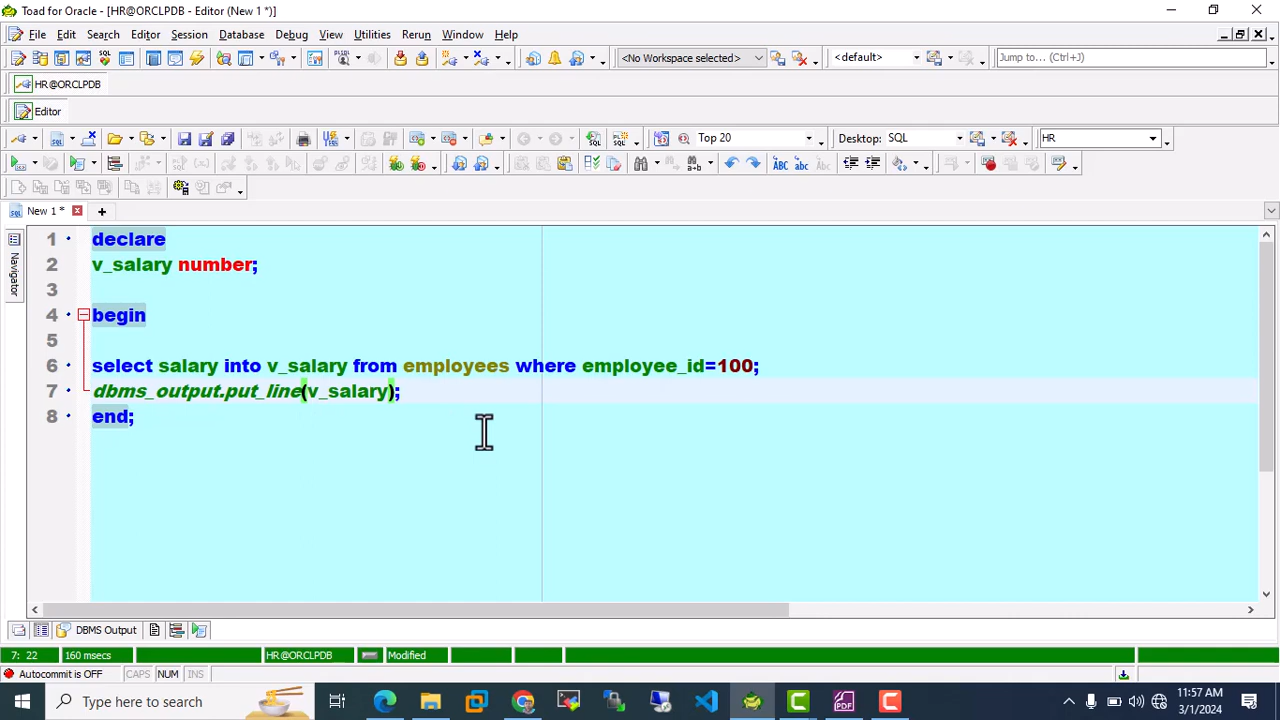 Toad for Oracle - [HR@ORCLPDB - Editor (New 1 *)]
File Edit Search Editor Session Database Debug View Utilities Rerun Window Help
<No Workspace selected> <default> Jump to... (Ctrl+J)
HR@ORCLPDB
Editor
Top 20 Desktop: SQL HR
New 1 *
Navigator
1 declare
2 v_salary number;
3
4 begin
5
6 select salary into v_salary from employees where employee_id=100;
7 dbms_output.put_line(v_salary);
8 end;
DBMS Output
7: 22 160 msecs HR@ORCLPDB Modified
Autocommit is OFF CAPS NUM INS
Type here to search
11:57 AM
3/1/2024